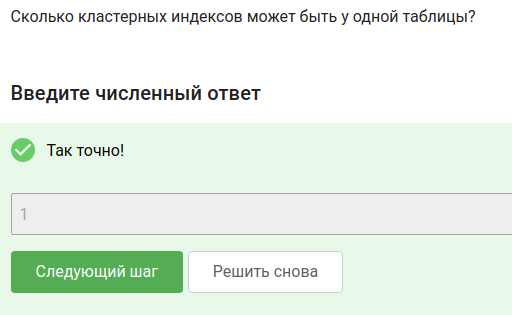 Сколько кластерных индексов может быть у одной таблицы?
Введите численный ответ
Так точно!
1
Следующий шаг
Решить снова